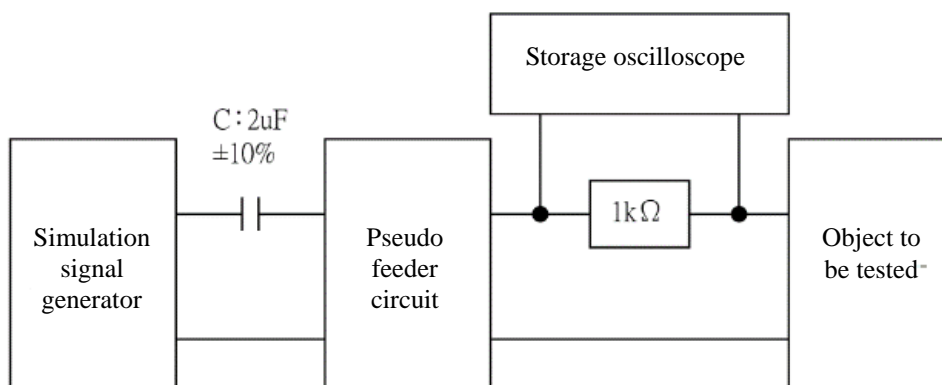 Storage oscilloscope
C:2uF
±10%
1kΩ
Simulation
signal
generator
Pseudo
feeder
circuit
Object to
be tested